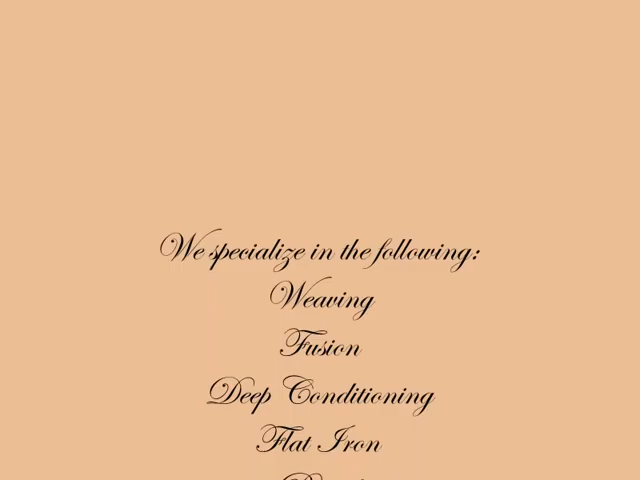 We specialize in the following:
Weaving
Fusion
Deep Conditioning
Flat Iron